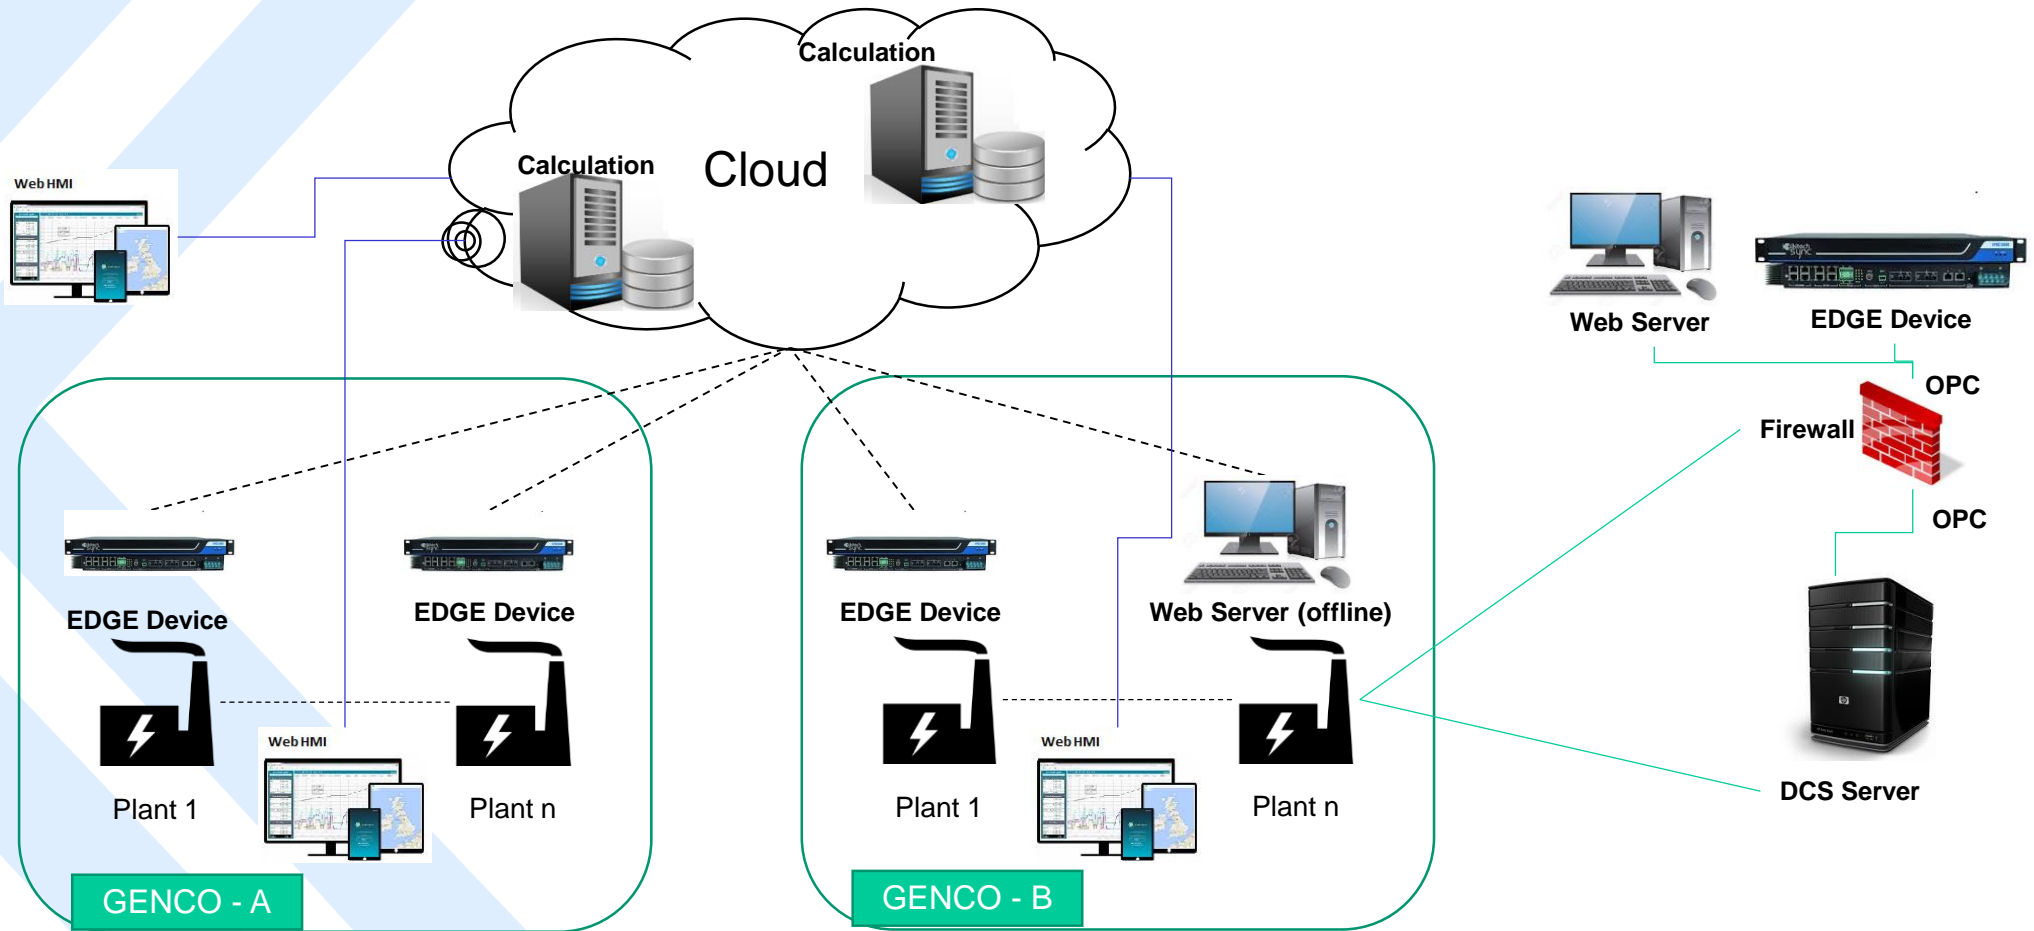 Calculation
Calculation
Cloud
Web HMI
Web Server
EDGE Device
OPC
Firewall
OPC
EDGE Device
EDGE Device
EDGE Device
Web Server (offline)
Web HMI
Web HMI
Plant 1
Plant n
Plant 1
Plant n
DCS Server
GENCO - A
GENCO - B